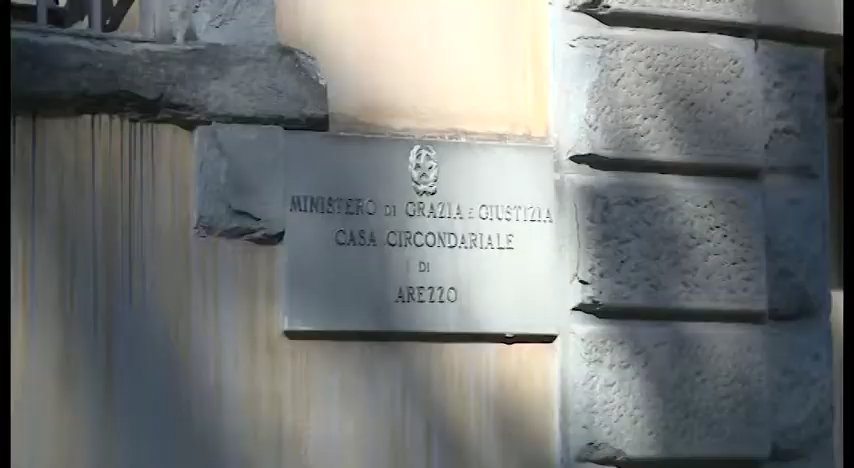 MINISTERO DI GRAZIA E GIUSTIZIA
CASA CIRCONDARIALE
DI
AREZZO